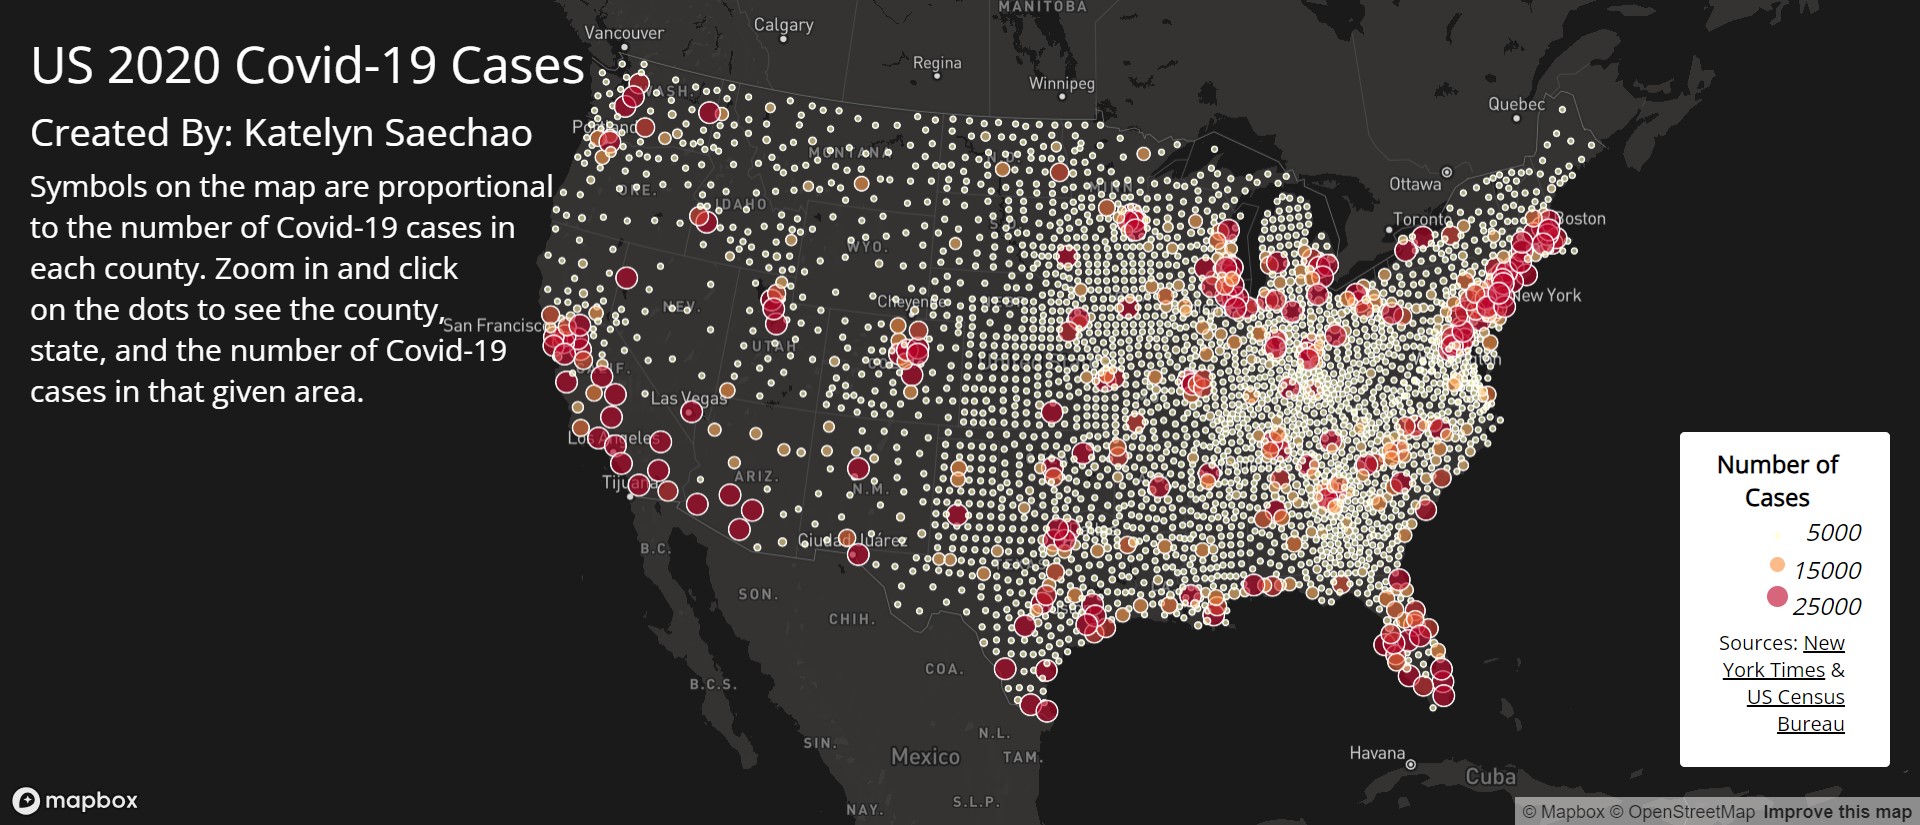 US 2020 Covid-19 Cases
Created By: Katelyn Saechao
Symbols on the map are proportional
to the number of Covid-19 cases in
each county. Zoom in and click
on the dots to see the county,
state, and the number of Covid-19
cases in that given area.
MANITOBA
Calgary
Vancouver
Regina
Winnipeg
Quebec
WASH.
Portland
MONTANA
N.D.
Ottawa
ORE.
IDAHO
MINN
Toronto
Boston
WYO.
S.D.
Cheyenne
New York
NEV.
San Francisco
UTAH
CALIF.
Las Vegas
Los Angeles
ARIZ.
Tijuana
N.M.
Ciudad Juárez
B.C.
SON.
CHIH.
COA.
B.C.S.
N.L.
SIN.
Mexico
TAM.
Havana
Cuba
NAY.
S.L.P.
Number of
Cases
5000
15000
25000
Sources: New
York Times &
US Census
Bureau
mapbox
© Mapbox © OpenStreetMap Improve this map